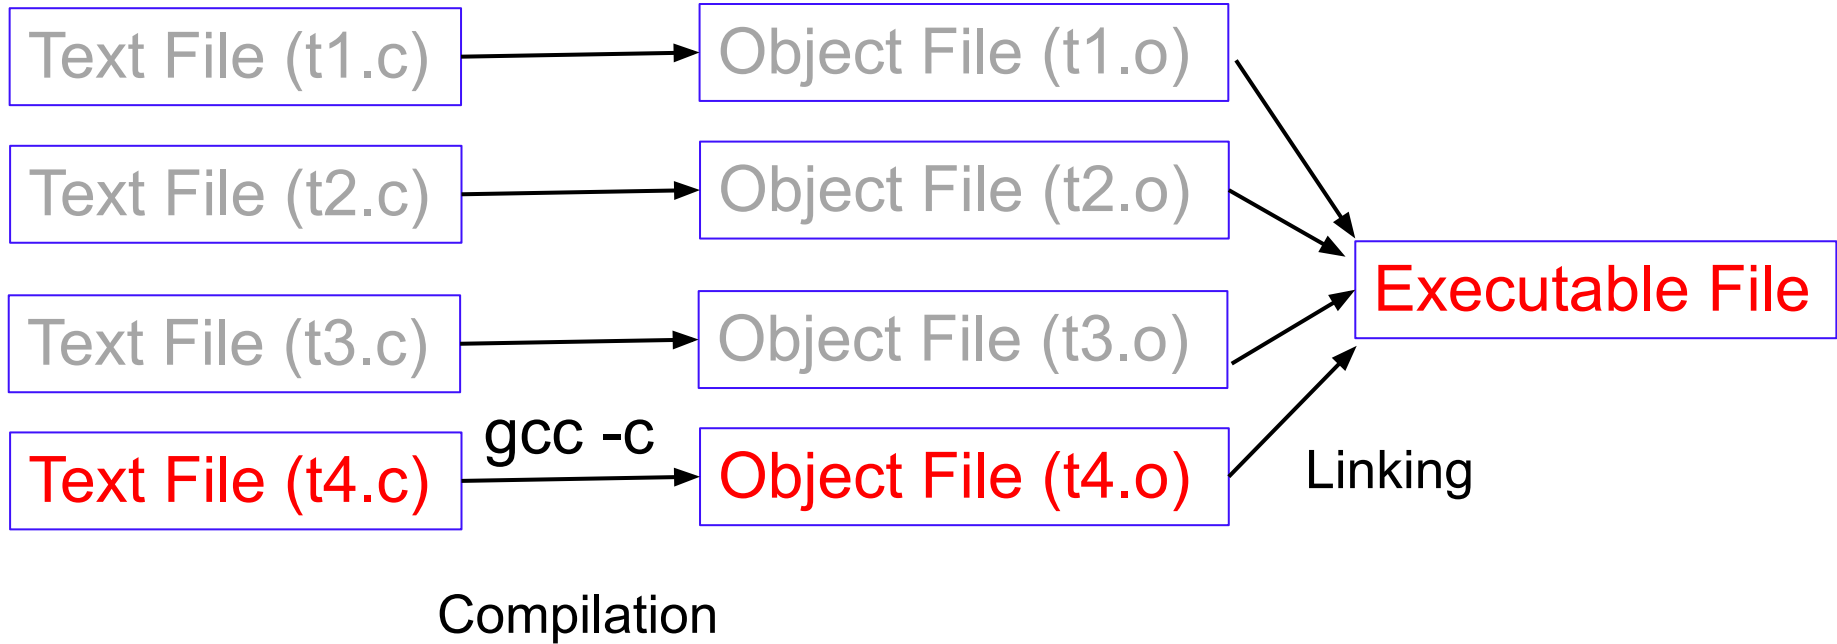 Text File (t1.c)
Object File (t1.o)
Text File (t2.c)
Object File (t2.o)
Executable File
Text File (t3.c)
Object File (t3.o)
gcc -c
Text File (t4.c)
Object File (t4.o)
Linking
Compilation